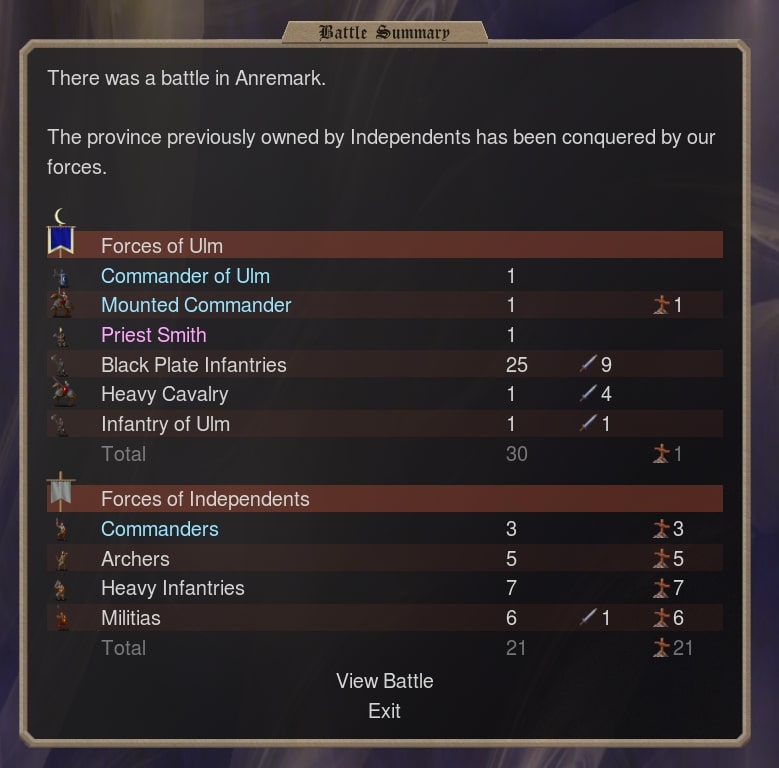 Battle Summary
There was a battle in Anremark.
The province previously owned by Independents has been conquered by our
forces.
Forces of Ulm
Commander of Ulm 1
Mounted Commander 1 1
Priest Smith 1
Black Plate Infantries 25 9
Heavy Cavalry 1 4
Infantry of Ulm 1 1
Total 30 1
Forces of Independents
Commanders 3 3
Archers 5 5
Heavy Infantries 7 7
Militias 6 1 6
Total 21 21
View Battle
Exit